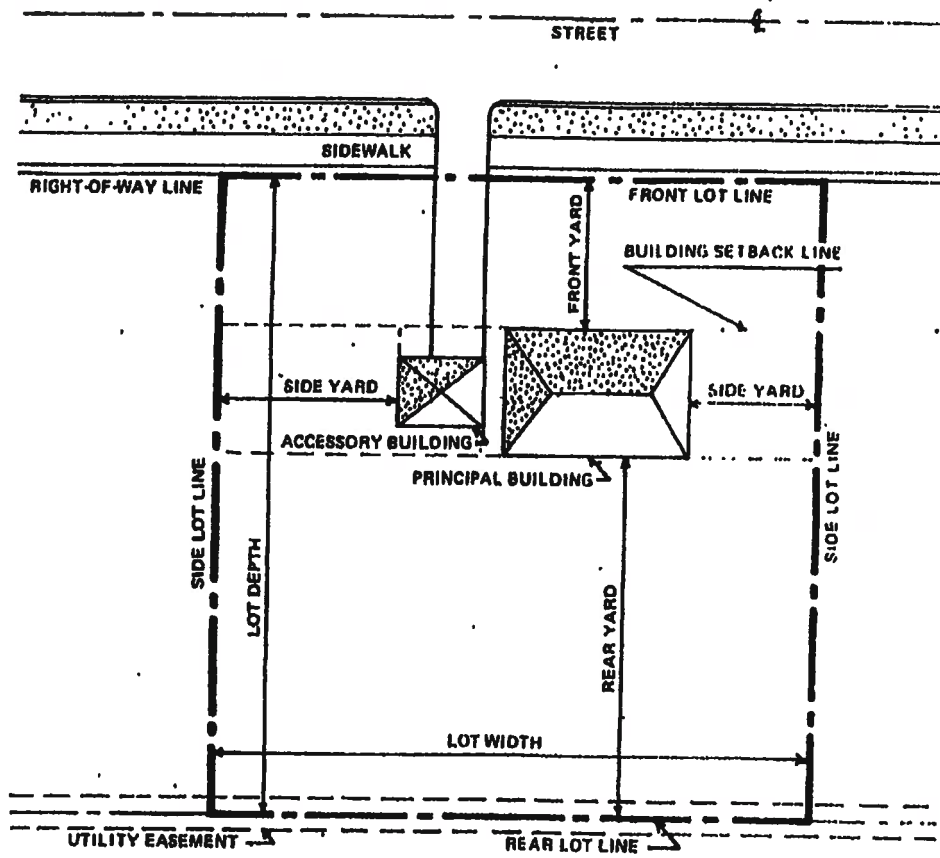 STREET
SIDEWALK
RIGHT-OF-WAY LINE
FRONT LOT LINE
FRONT YARD
BUILDING SETBACK LINE
SIDE YARD
SIDE YARD
ACCESSORY BUILDING
PRINCIPAL BUILDING
SIDE LOT LINE
LOT DEPTH
REAR YARD
SIDE LOT LINE
LOT WIDTH
UTILITY EASEMENT
REAR LOT LINE